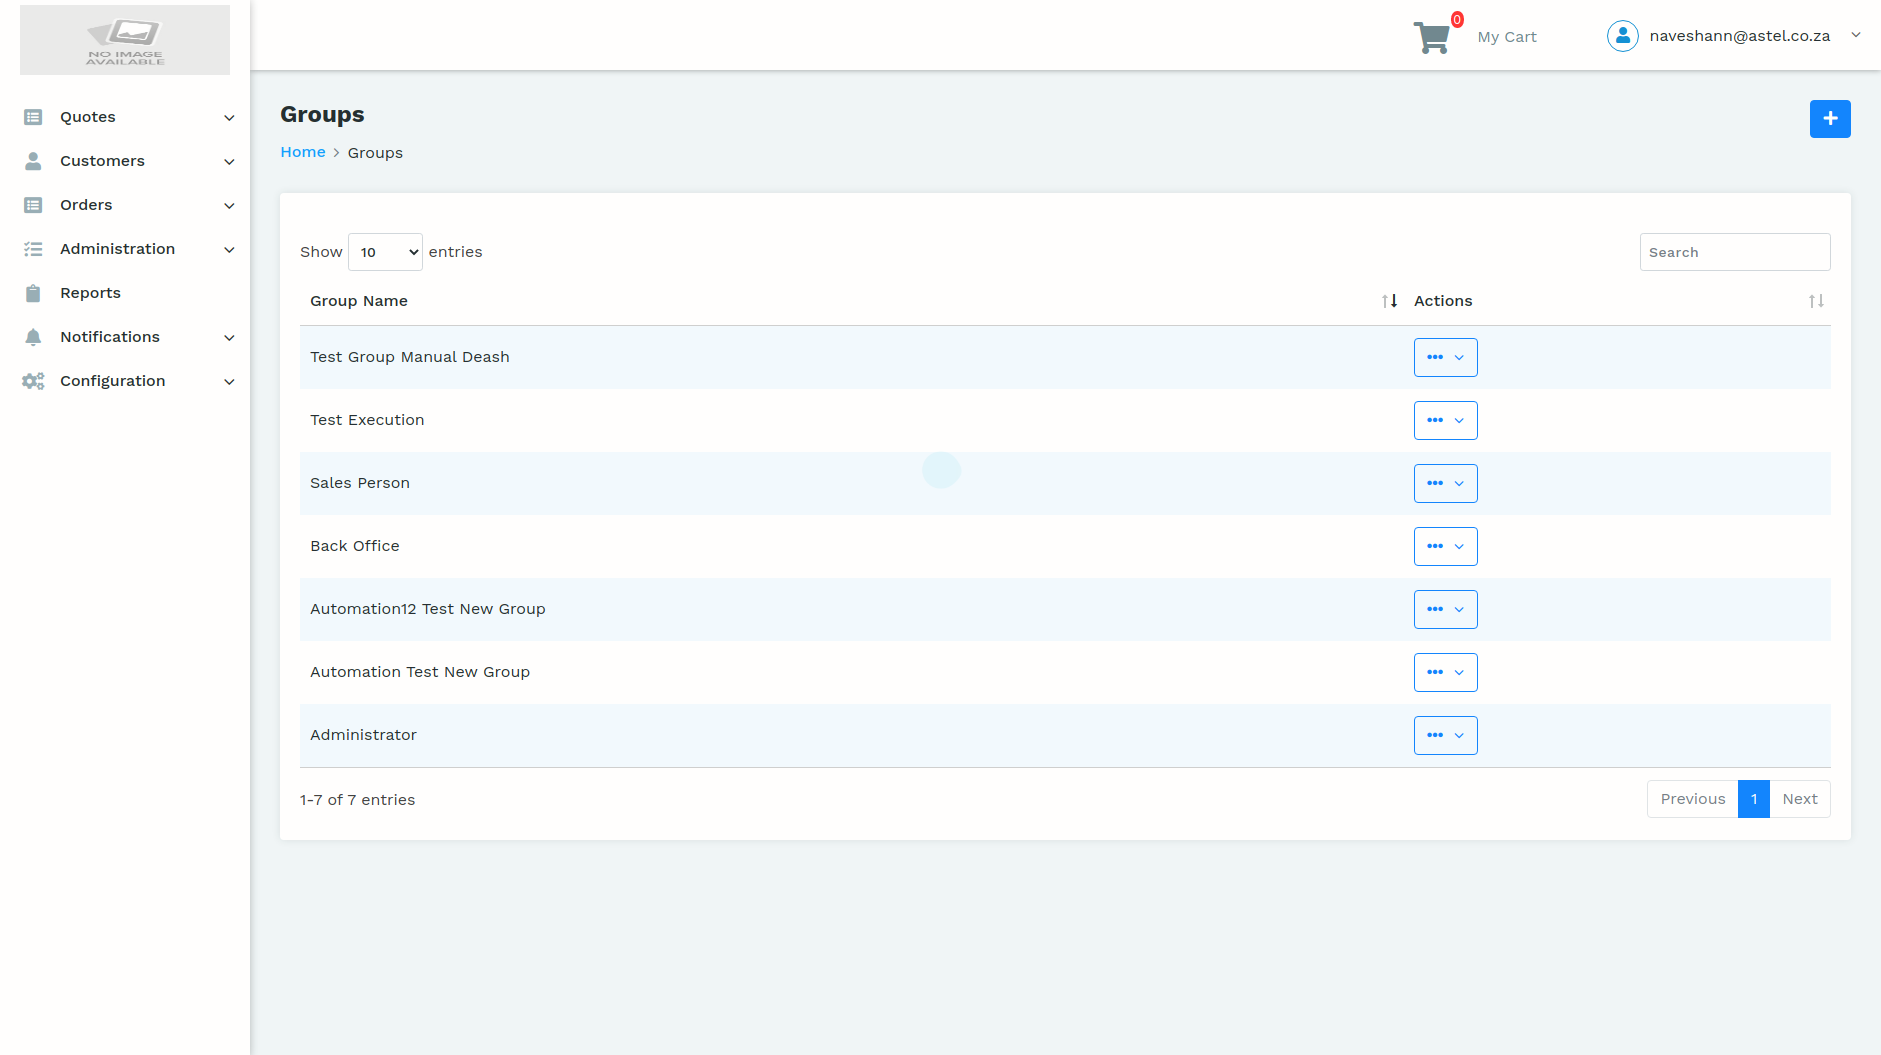 NO IMAGE
AVAILABLE
0
My Cart
naveshann@astel.co.za
Quotes
Customers
Orders
Administration
Reports
Notifications
Configuration
Groups
Home > Groups
Show 10 entries
Search
Group Name
Actions
Test Group Manual Deash
Test Execution
Sales Person
Back Office
Automation12 Test New Group
Automation Test New Group
Administrator
1-7 of 7 entries
Previous 1 Next